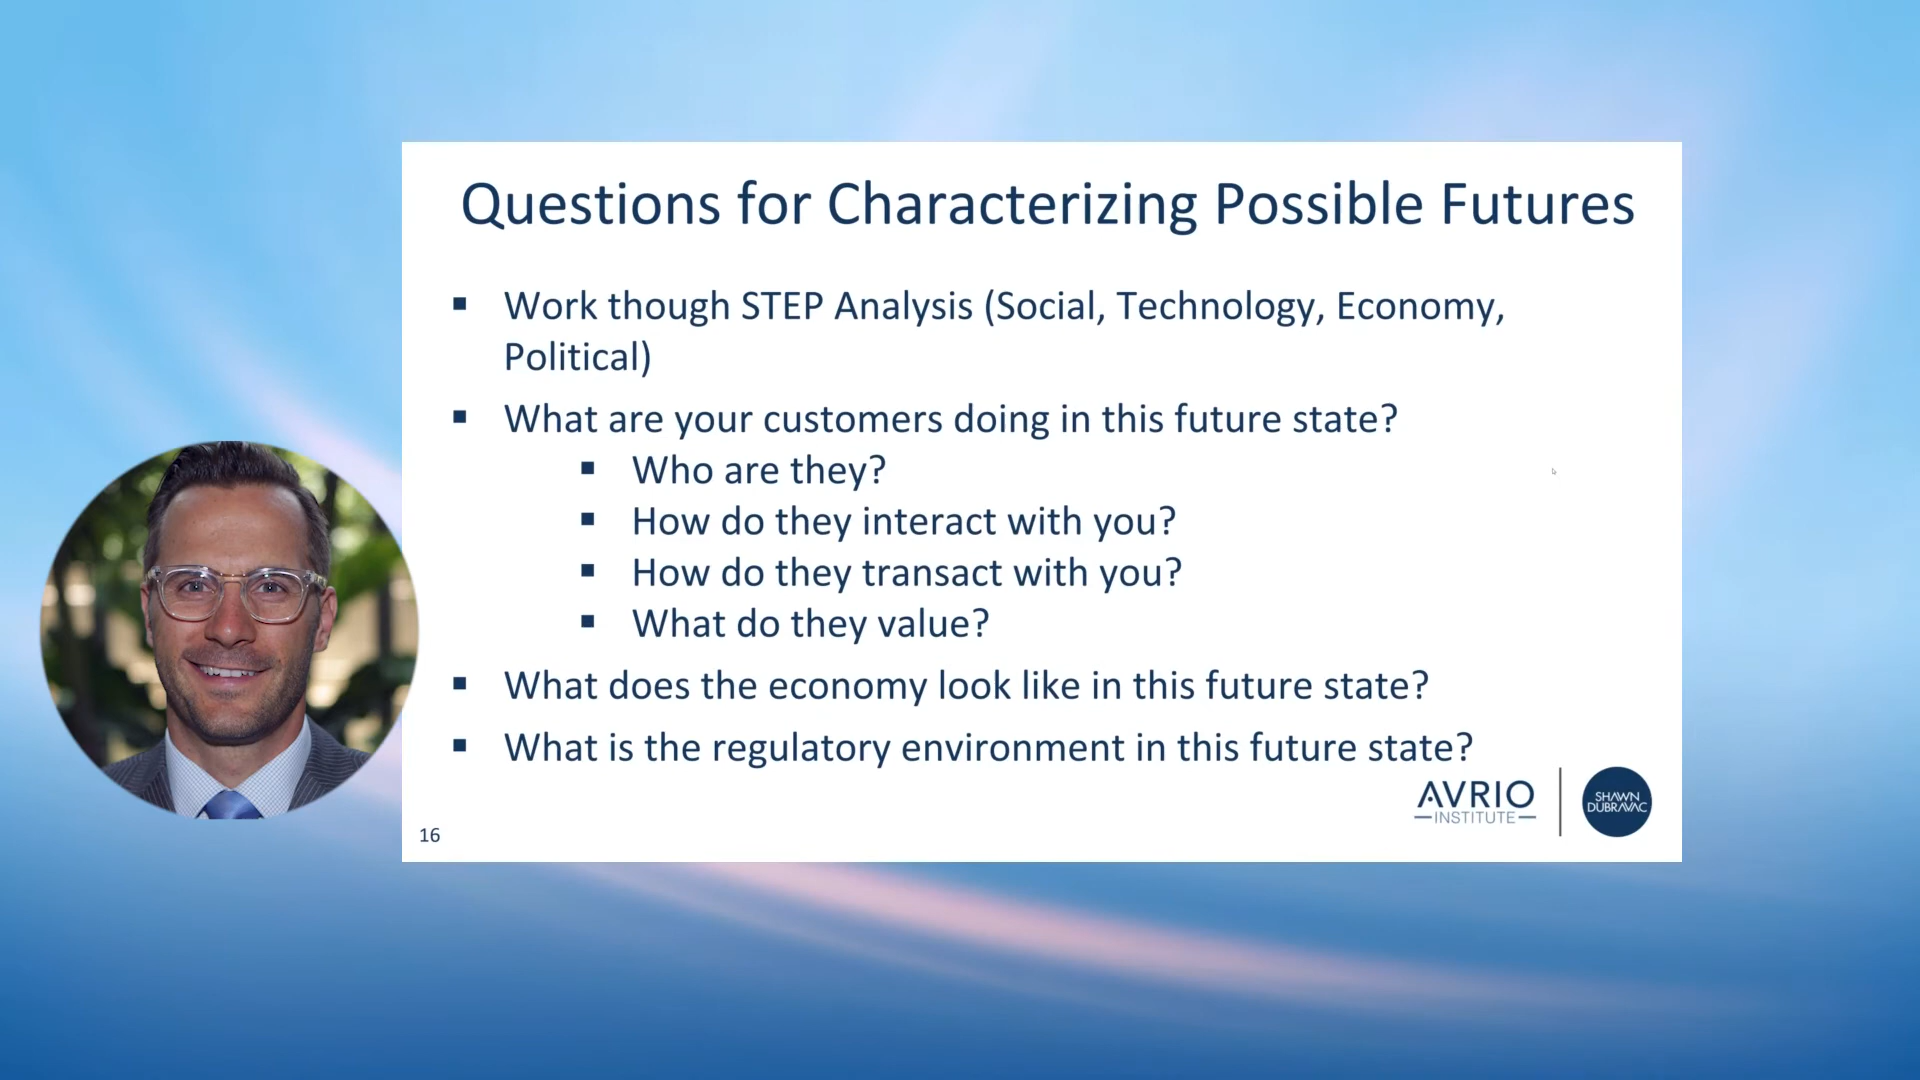 Questions for Characterizing Possible Futures
▪ Work though STEP Analysis (Social, Technology, Economy,
Political)
▪ What are your customers doing in this future state?
▪ Who are they?
▪ How do they interact with you?
▪ How do they transact with you?
▪ What do they value?
▪ What does the economy look like in this future state?
▪ What is the regulatory environment in this future state?
AVRIO
INSTITUTE
SHAWN
DUBRAVAC
16